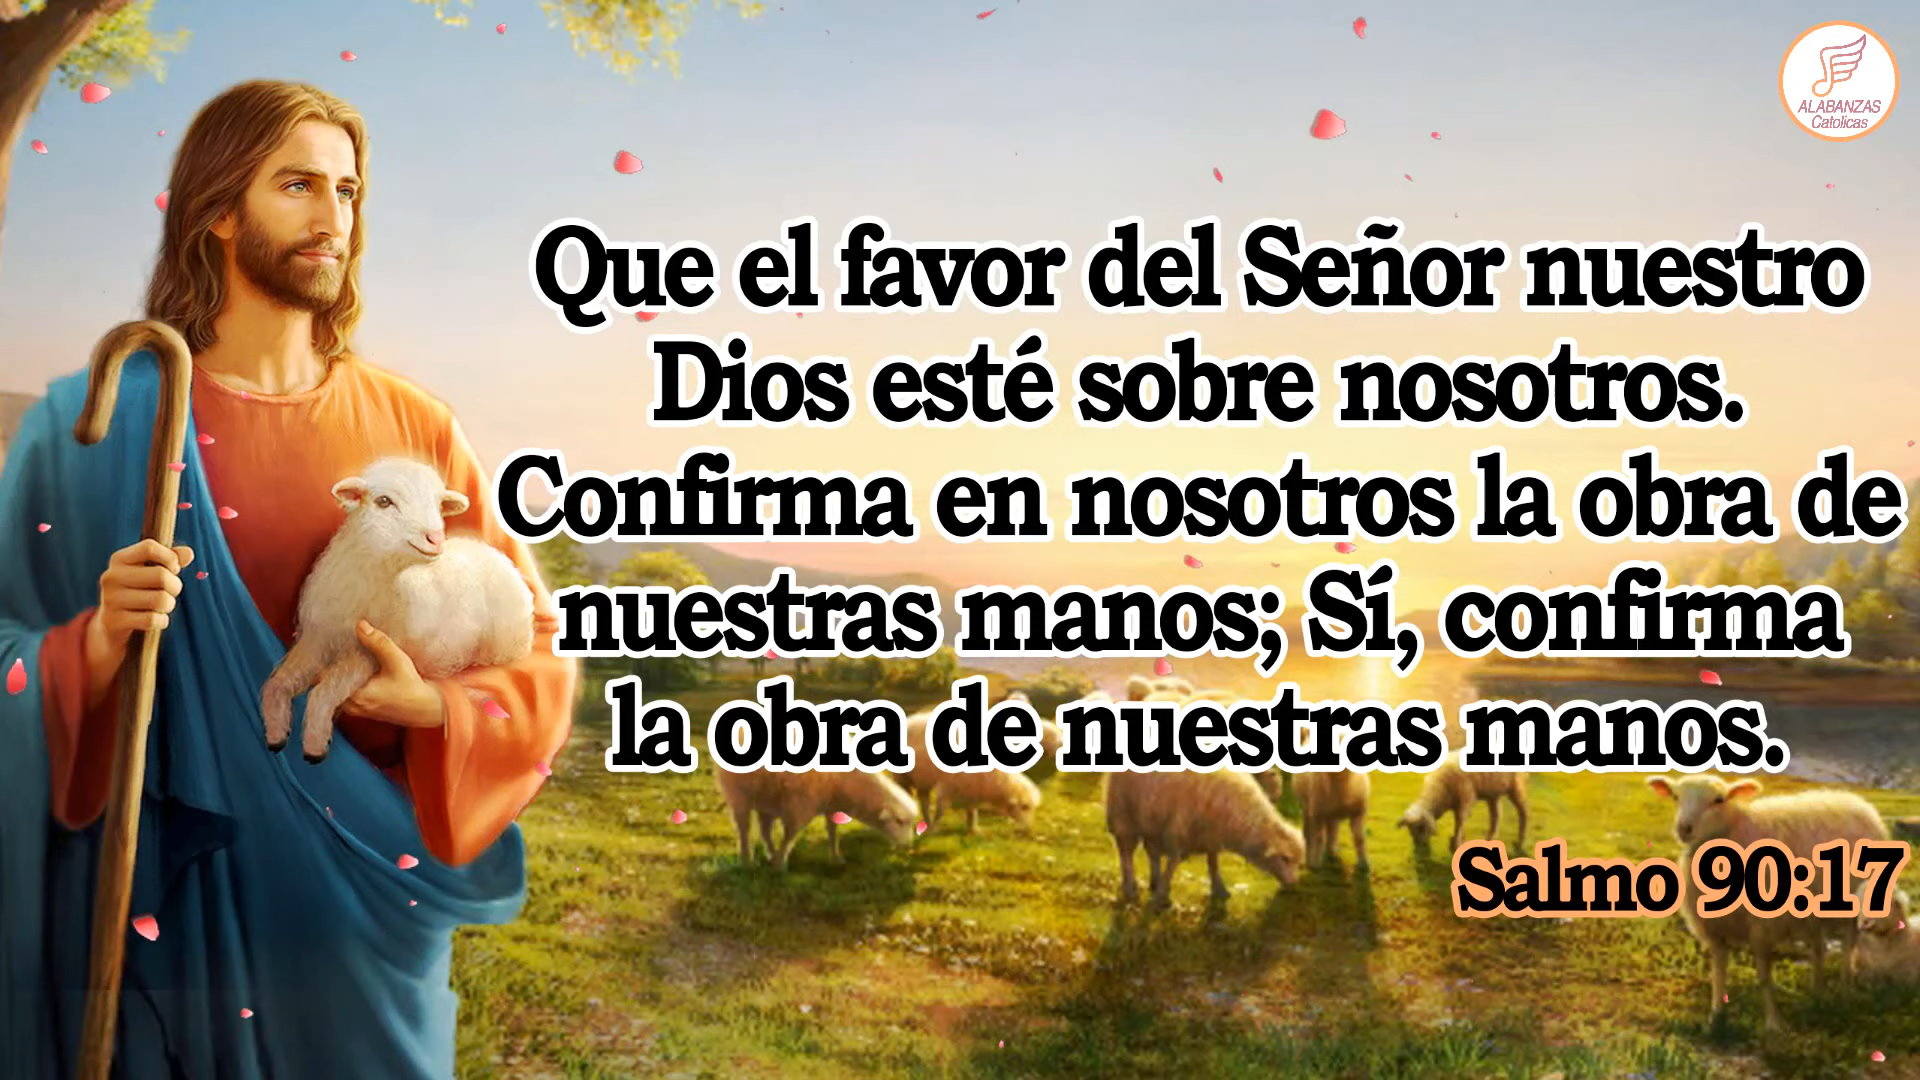 ALABANZAS
Catolicas
Que el favor del Señor nuestro
Dios esté sobre nosotros.
Confirma en nosotros la obra de
nuestras manos; Sí, confirma
la obra de nuestras manos.
Salmo 90:17